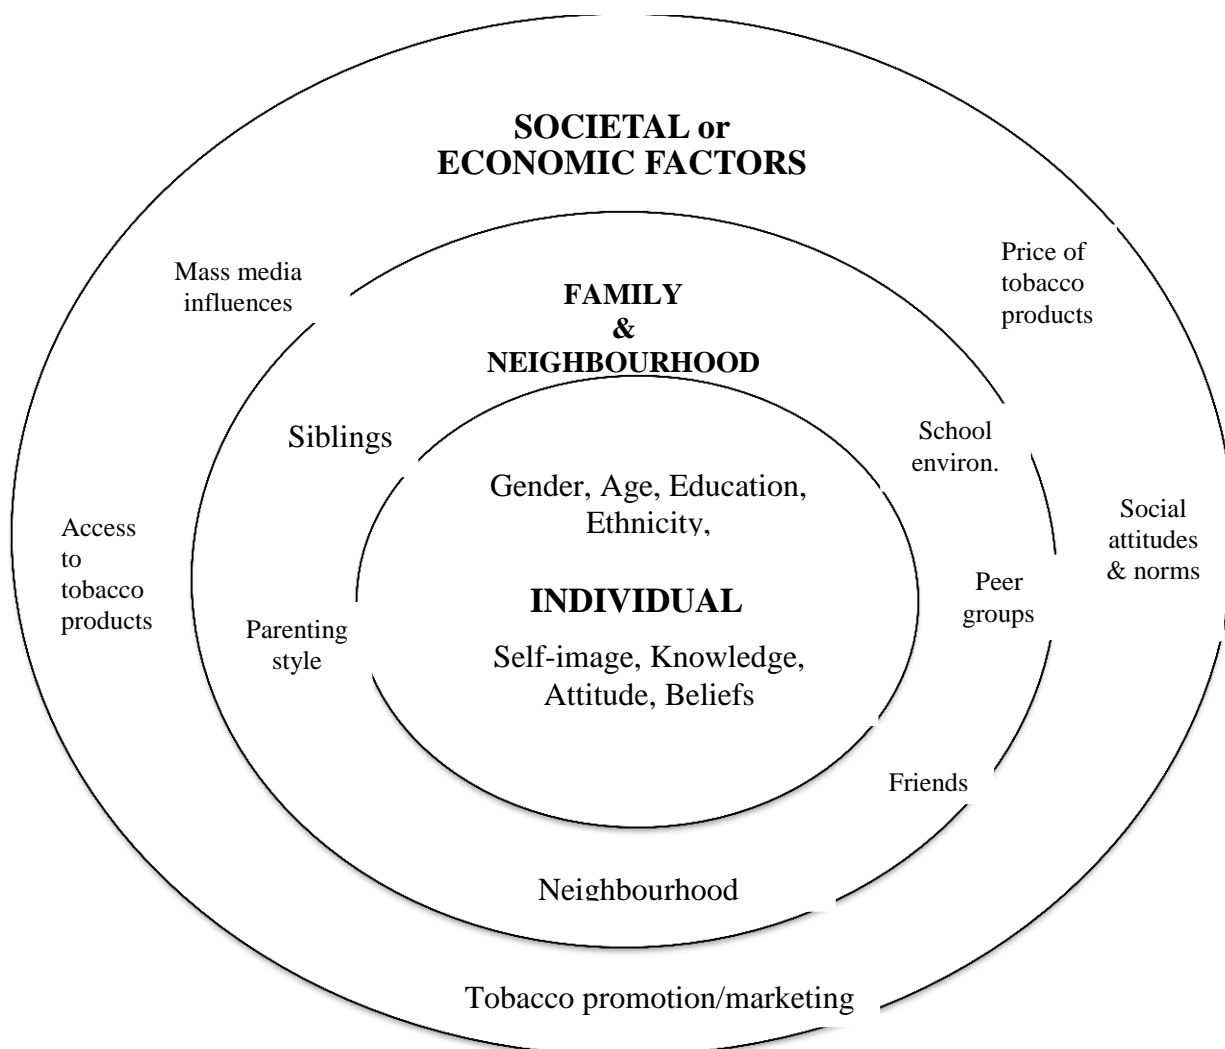 SOCIETAL or
ECONOMIC FACTORS
Mass media
influences
Price of
tobacco
products
FAMILY
&
NEIGHBOURHOOD
Siblings
School
environ.
Gender, Age, Education,
Ethnicity,
Access
to
tobacco
products
Social
attitudes
& norms
Peer
groups
INDIVIDUAL
Parenting
style
Self-image, Knowledge,
Attitude, Beliefs
Friends
Neighbourhood
Tobacco promotion/marketing